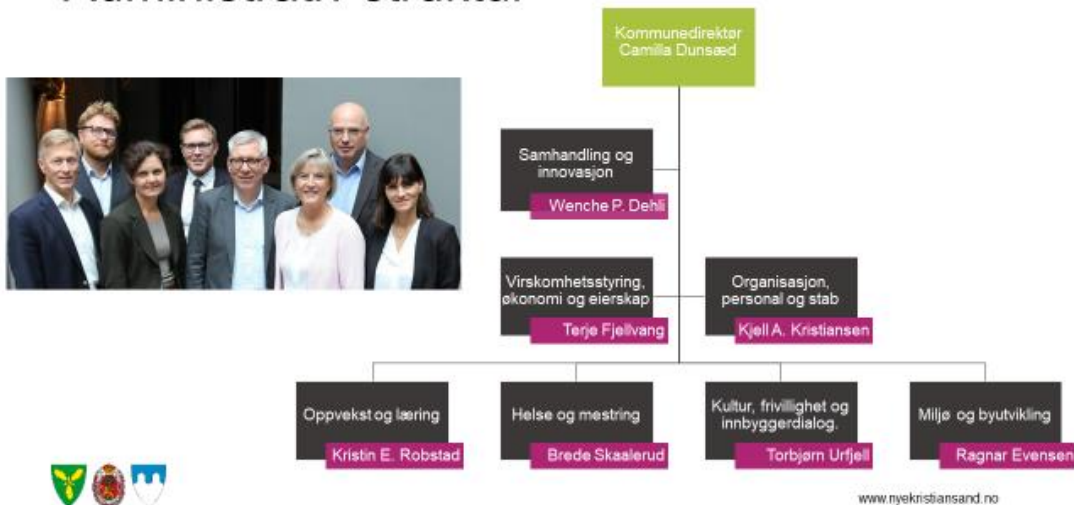 Administrativ struktur
Kommunedirektør
Camilla Dunsæd
Samhandling og
innovasjon
Wenche P. Dehli
Virskomhetsstyring,
økonomi og eierskap
Terje Fjellvang
Organisasjon,
personal og stab
Kjell A. Kristiansen
Oppvekst og læring
Kristin E. Robstad
Helse og mestring
Brede Skaalerud
Kultur, frivillighet og
innbyggerdialog.
Torbjørn Urfjell
Miljø og byutvikling
Ragnar Evensen
www.nyekristiansand.no